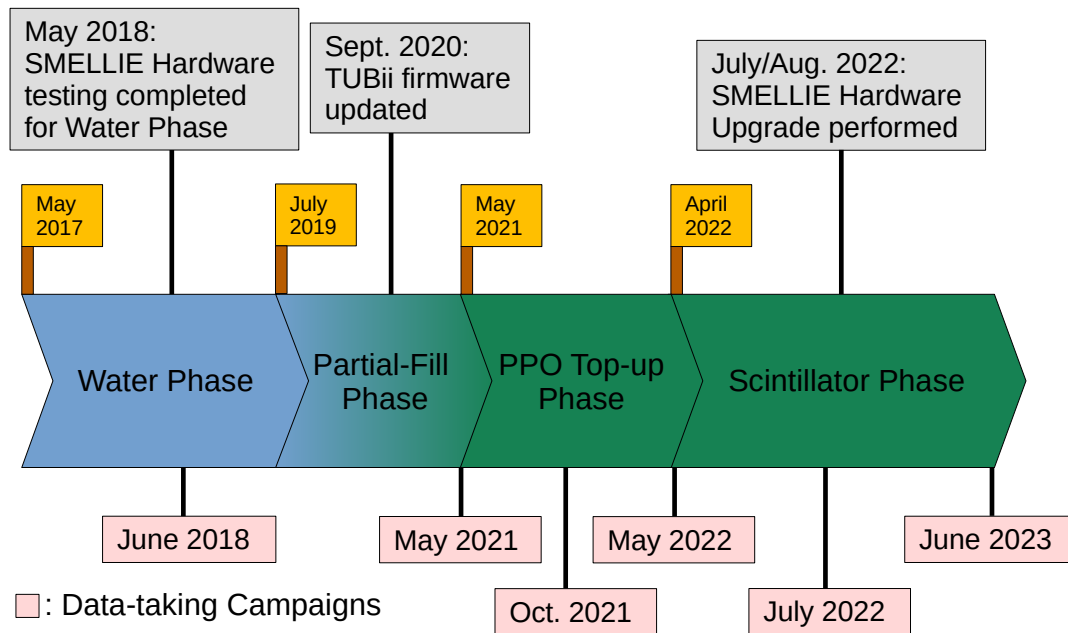 May 2018:
SMELLIE Hardware
testing completed
for Water Phase
Sept. 2020:
TUBii firmware
updated
July/Aug. 2022:
SMELLIE Hardware
Upgrade performed
May
2017
July
2019
May
2021
April
2022
Water Phase
Partial-Fill
Phase
PPO Top-up
Phase
Scintillator Phase
June 2018
May 2021
May 2022
June 2023
Oct. 2021
July 2022
: Data-taking Campaigns